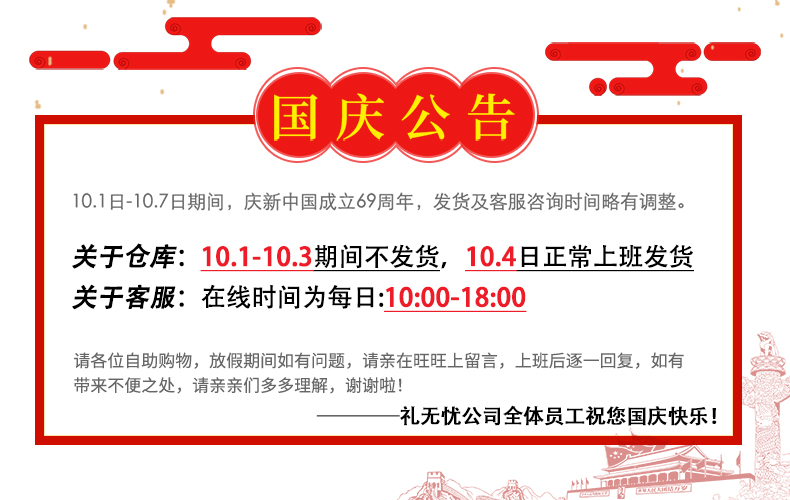 国庆公告
10.1日-10.7日期间，庆新中国成立69周年，发货及客服咨询时间略有调整。
关于仓库：10.1-10.3期间不发货，10.4日正常上班发货
关于客服：在线时间为每日:10:00-18:00
请各位自助购物，放假期间如有问题，请亲在旺旺上留言，上班后逐一回复，如有
带来不便之处，请亲亲们多多理解，谢谢啦！
————礼无忧公司全体员工祝您国庆快乐！